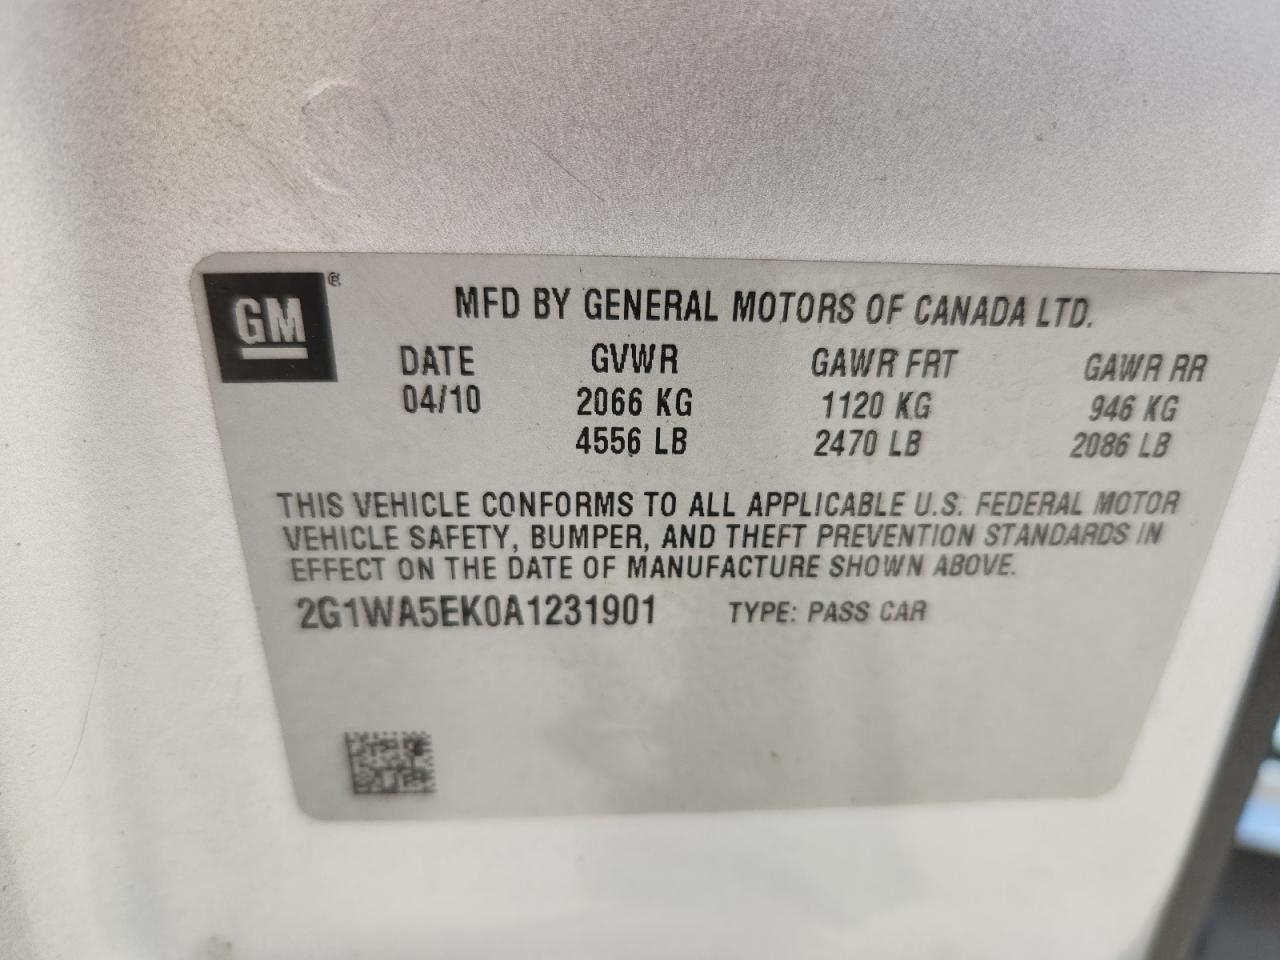 GM ®
MFD BY GENERAL MOTORS OF CANADA LTD.
DATE GVWR GAWR FRT GAWR RR
04/10 2066 KG 1120 KG 946 KG
4556 LB 2470 LB 2086 LB
THIS VEHICLE CONFORMS TO ALL APPLICABLE U.S. FEDERAL MOTOR
VEHICLE SAFETY, BUMPER, AND THEFT PREVENTION STANDARDS IN
EFFECT ON THE DATE OF MANUFACTURE SHOWN ABOVE.
2G1WA5EK0A1231901 TYPE: PASS CAR